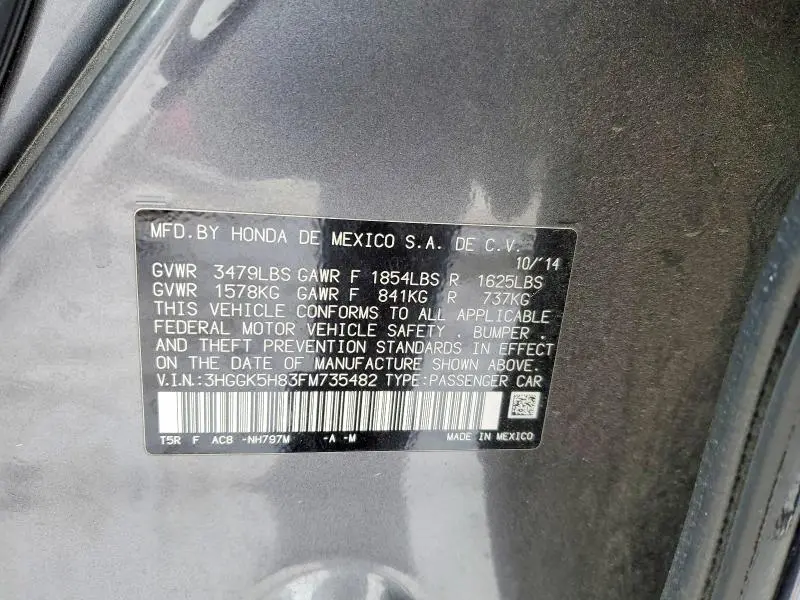 MFD.BY HONDA DE MEXICO S.A. DE C.V.
10/'14
GVWR 3479LBS GAWR F 1854LBS R 1625LBS
GVWR 1578KG GAWR F 841KG R 737KG
THIS VEHICLE CONFORMS TO ALL APPLICABLE
FEDERAL MOTOR VEHICLE SAFETY . BUMPER .
AND THEFT PREVENTION STANDARDS IN EFFECT
ON THE DATE OF MANUFACTURE SHOWN ABOVE.
V.I.N.:3HGGK5H83FM735482 TYPE:PASSENGER CAR
T5R F AC8 -NH797M -A -M MADE IN MEXICO